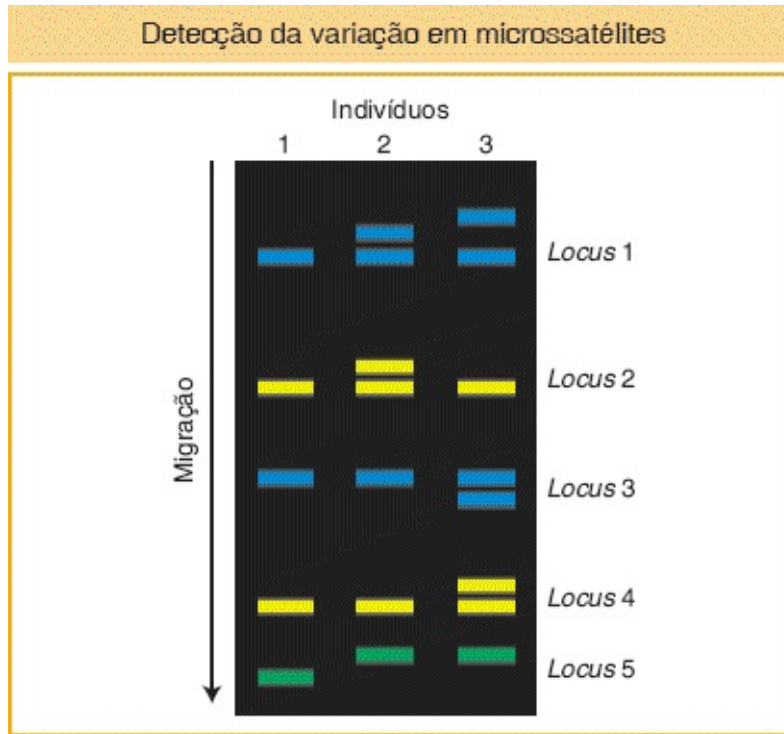 Detecção da variação em microssatélites
Indivíduos
1 2 3
Locus 1
Locus 2
Migração
Locus 3
Locus 4
Locus 5